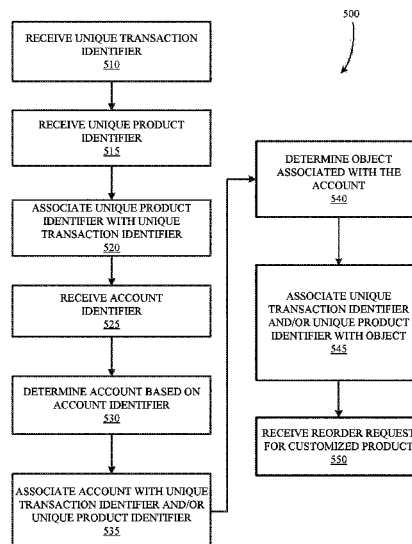 RECEIVE UNIQUE TRANSACTION
IDENTIFIER
510
RECEIVE UNIQUE PRODUCT
IDENTIFIER
515
ASSOCIATE UNIQUE PRODUCT
IDENTIFIER WITH UNIQUE
TRANSACTION IDENTIFIER
520
RECEIVE ACCOUNT
IDENTIFIER
525
DETERMINE ACCOUNT BASED ON
ACCOUNT IDENTIFIER
530
ASSOCIATE ACCOUNT WITH UNIQUE
TRANSACTION IDENTIFIER AND/OR
UNIQUE PRODUCT IDENTIFIER
535
500
DETERMINE OBJECT
ASSOCIATED WITH THE
ACCOUNT
540
ASSOCIATE UNIQUE
TRANSACTION IDENTIFIER
AND/OR UNIQUE PRODUCT
IDENTIFIER WITH OBJECT
545
RECEIVE REORDER REQUEST
FOR CUSTOMIZED PRODUCT
550